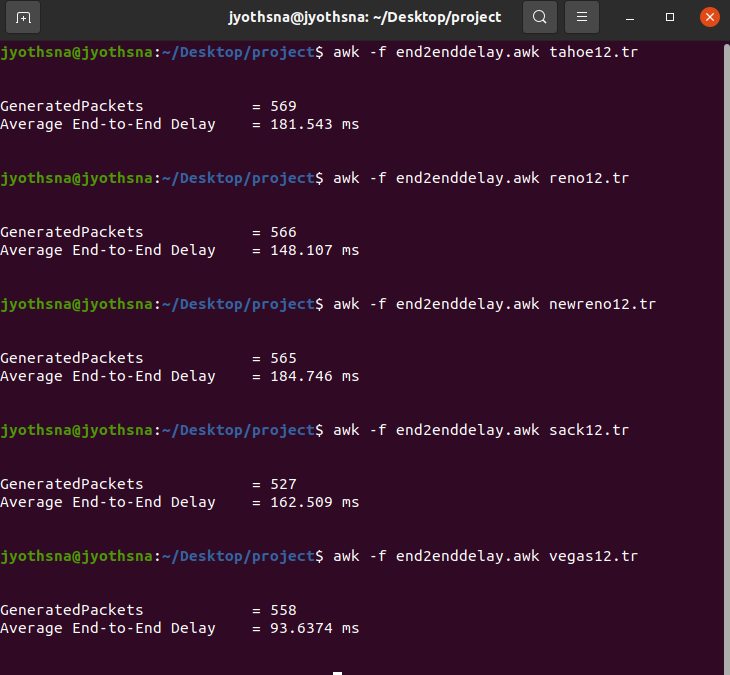 jyothsna@jyothsna: ~/Desktop/project
jyothsna@jyothsna:~/Desktop/project$ awk -f end2enddelay.awk tahoe12.tr
GeneratedPackets            = 569
Average End-to-End Delay    = 181.543 ms
jyothsna@jyothsna:~/Desktop/project$ awk -f end2enddelay.awk reno12.tr
GeneratedPackets            = 566
Average End-to-End Delay    = 148.107 ms
jyothsna@jyothsna:~/Desktop/project$ awk -f end2enddelay.awk newreno12.tr
GeneratedPackets            = 565
Average End-to-End Delay    = 184.746 ms
jyothsna@jyothsna:~/Desktop/project$ awk -f end2enddelay.awk sack12.tr
GeneratedPackets            = 527
Average End-to-End Delay    = 162.509 ms
jyothsna@jyothsna:~/Desktop/project$ awk -f end2enddelay.awk vegas12.tr
GeneratedPackets            = 558
Average End-to-End Delay    = 93.6374 ms